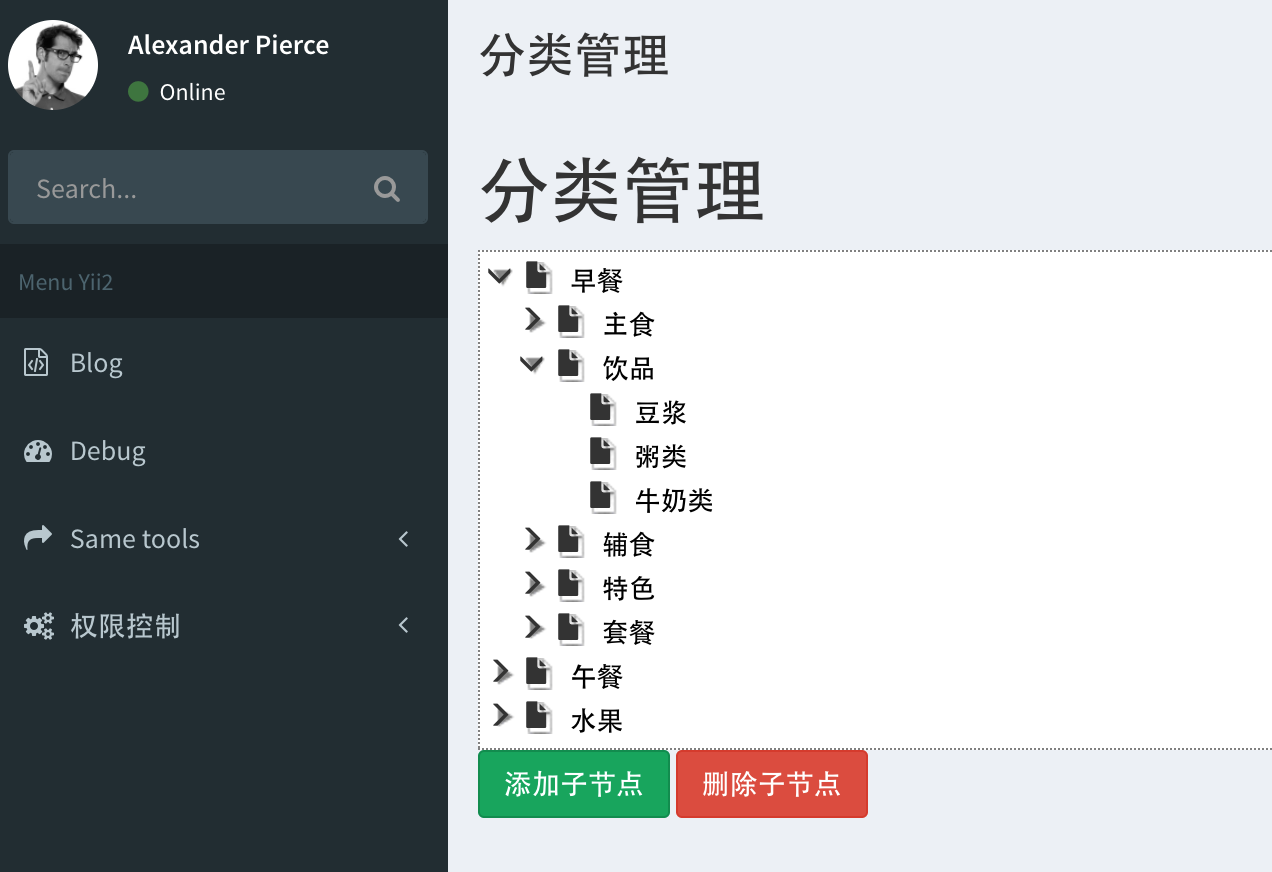 Alexander Pierce
Online
Search...
Menu Yii2
Blog
Debug
Same tools
权限控制
分类管理
分类管理
早餐
主食
饮品
豆浆
粥类
牛奶类
辅食
特色
套餐
午餐
水果
添加子节点
删除子节点